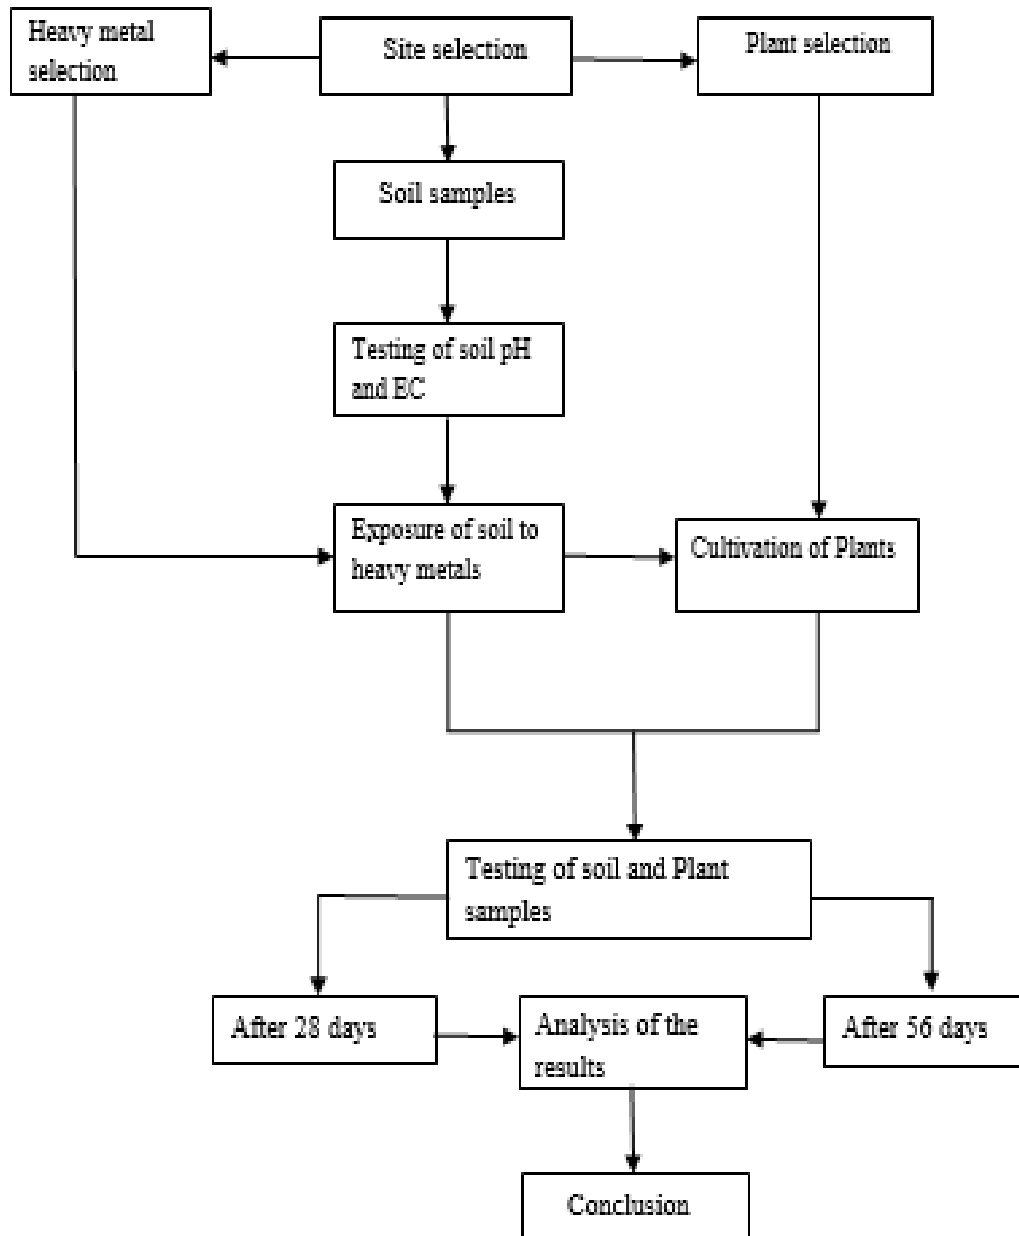 Heavy metal
selection
Site selection
Plant selection
Soil samples
Testing of soil pH
and EC
Exposure of soil to
heavy metals
Cultivation of Plants
Testing of soil and Plant
samples
After 28 days
Analysis of the
results
After 56 days
Conclusion